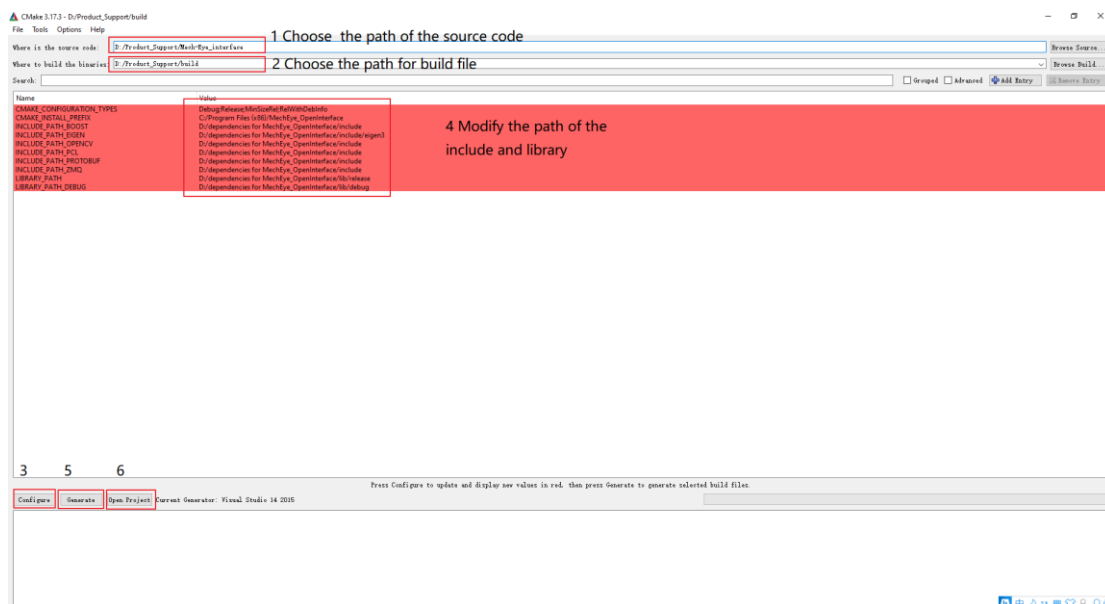 CMake 3.17.3 - D:/Product_Support/build
File Tools Options Help
1 Choose the path of the source code
Where is the source code: D:/Product_Support/Mech-Eye_interface Browse Source...
Where to build the binaries: D:/Product_Support/build 2 Choose the path for build file Browse Build...
Search: Grouped Advanced Add Entry Remove Entry
Name Value
CMAKE_CONFIGURATION_TYPES Debug;Release;MinSizeRel;RelWithDebInfo
CMAKE_INSTALL_PREFIX C:/Program Files (x86)/MechEye_OpenInterface
INCLUDE_PATH_BOOST D:/dependencies for MechEye_OpenInterface/include
INCLUDE_PATH_EIGEN D:/dependencies for MechEye_OpenInterface/include/eigen3
INCLUDE_PATH_OPENCV D:/dependencies for MechEye_OpenInterface/include
INCLUDE_PATH_PCL D:/dependencies for MechEye_OpenInterface/include
INCLUDE_PATH_PROTOBUF D:/dependencies for MechEye_OpenInterface/include
INCLUDE_PATH_ZMQ D:/dependencies for MechEye_OpenInterface/include
LIBRARY_PATH D:/dependencies for MechEye_OpenInterface/lib/release
LIBRARY_PATH_DEBUG D:/dependencies for MechEye_OpenInterface/lib/debug
4 Modify the path of the
include and library
3 5 6
Press Configure to update and display new values in red, then press Generate to generate selected build files.
Configure Generate Open Project Current Generator: Visual Studio 14 2015